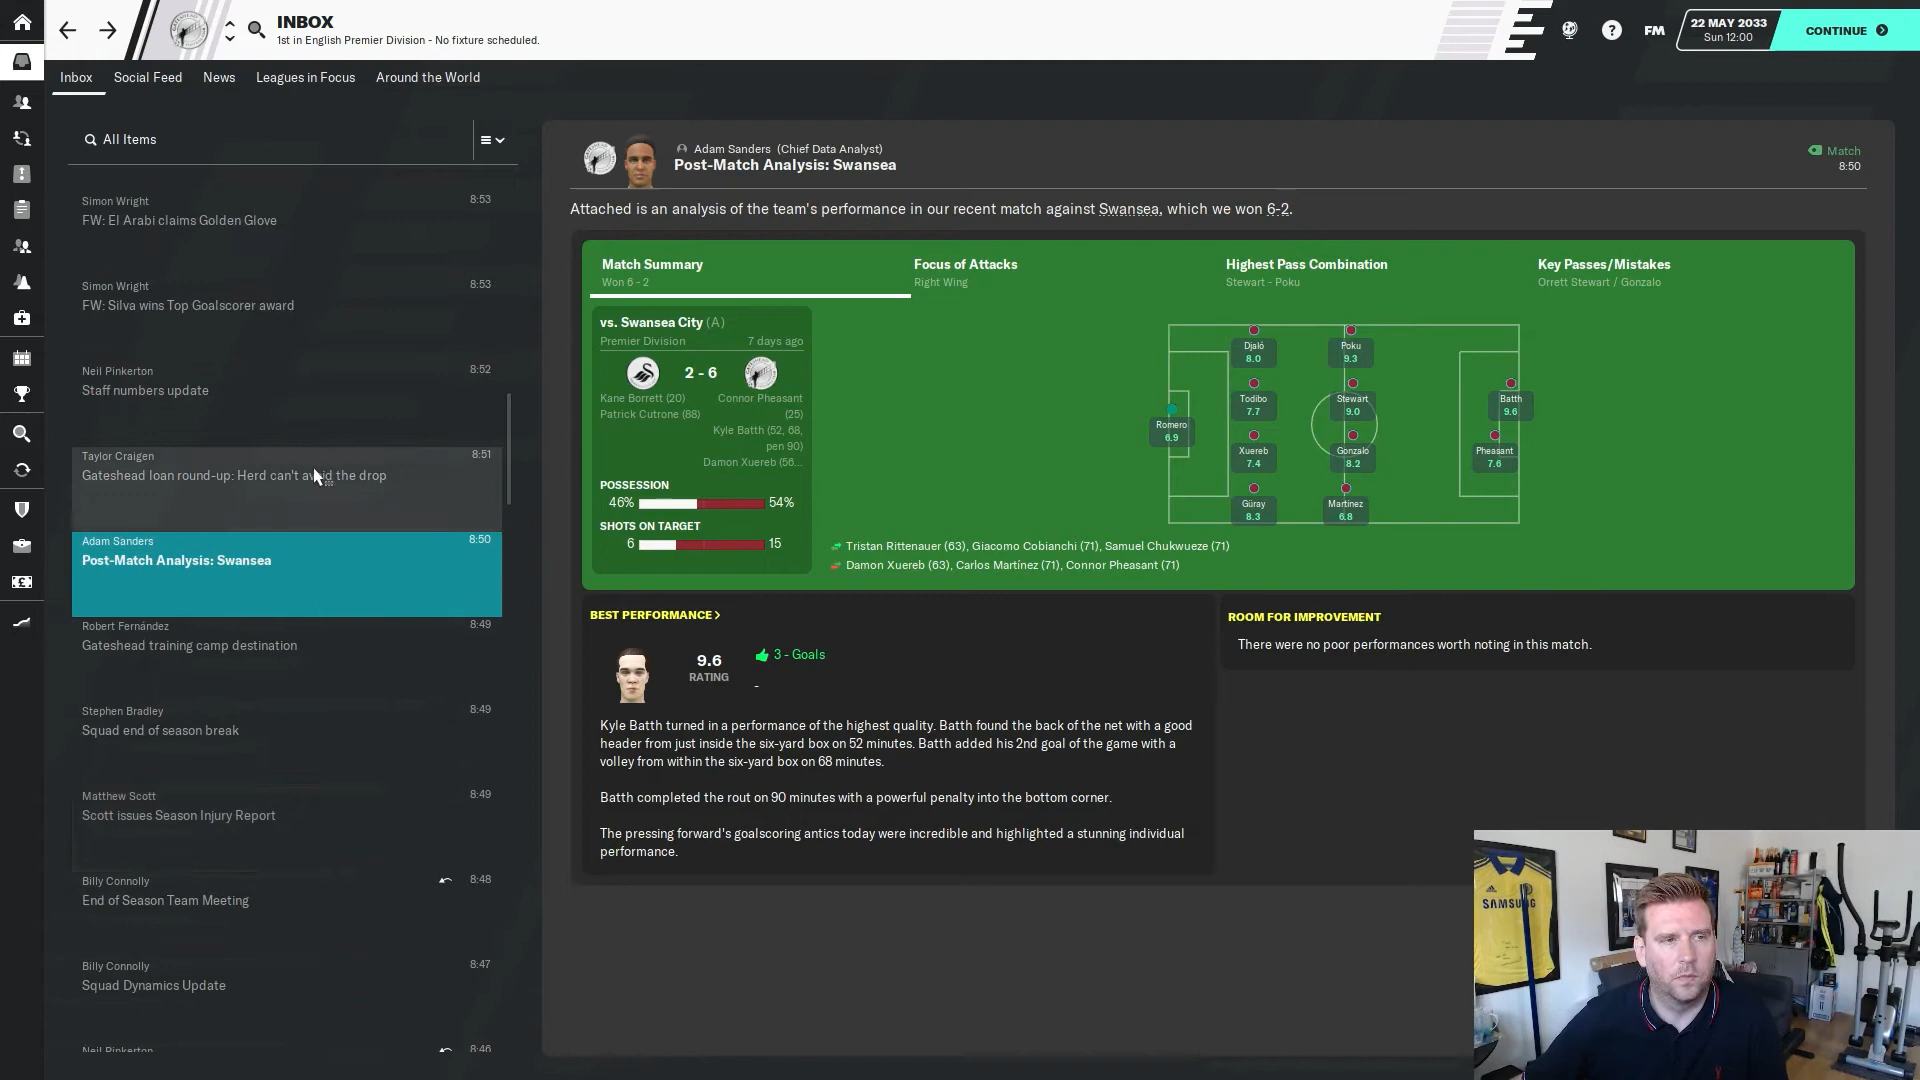 INBOX
1st in English Premier Division - No fixture scheduled.
FM
22 MAY 2033
Sun 12:00
CONTINUE
Inbox Social Feed News Leagues in Focus Around the World
All Items
Simon Wright 8:53
FW: El Arabi claims Golden Glove
Simon Wright 8:53
FW: Silva wins Top Goalscorer award
Neil Pinkerton 8:52
Staff numbers update
Taylor Craigen 8:51
Gateshead loan round-up: Herd can't avoid the drop
Adam Sanders 8:50
Post-Match Analysis: Swansea
Robert Fernández 8:49
Gateshead training camp destination
Stephen Bradley 8:49
Squad end of season break
Matthew Scott 8:49
Scott issues Season Injury Report
Billy Connolly 8:48
End of Season Team Meeting
Billy Connolly 8:47
Squad Dynamics Update
Neil Pinkerton 8:46
Adam Sanders (Chief Data Analyst)
Post-Match Analysis: Swansea
Match
8:50
Attached is an analysis of the team's performance in our recent match against Swansea, which we won 6-2.
Match Summary
Won 6 - 2
Focus of Attacks
Right Wing
Highest Pass Combination
Stewart - Poku
Key Passes/Mistakes
Orrett Stewart / Gonzalo
vs. Swansea City (A)
Premier Division 7 days ago
2 - 6
Kane Borrett (20)
Patrick Cutrone (88)
Connor Pheasant
(25)
Kyle Batth (52, 68,
pen 90)
Damon Xuereb (56...
POSSESSION
46% 54%
SHOTS ON TARGET
6 15
Djaló
8.0
Poku
9.3
Todibo
7.7
Stewart
9.0
Batth
9.6
Romero
6.9
Xuereb
7.4
Gonzalo
8.2
Pheasant
7.6
Güray
8.3
Martínez
6.8
Tristan Rittenauer (63), Giacomo Cobianchi (71), Samuel Chukwueze (71)
Damon Xuereb (63), Carlos Martínez (71), Connor Pheasant (71)
BEST PERFORMANCE>
9.6
RATING
3 - Goals
-
Kyle Batth turned in a performance of the highest quality. Batth found the back of the net with a good
header from just inside the six-yard box on 52 minutes. Batth added his 2nd goal of the game with a
volley from within the six-yard box on 68 minutes.
Batth completed the rout on 90 minutes with a powerful penalty into the bottom corner.
The pressing forward's goalscoring antics today were incredible and highlighted a stunning individual
performance.
ROOM FOR IMPROVEMENT
There were no poor performances worth noting in this match.
SAMSUNG